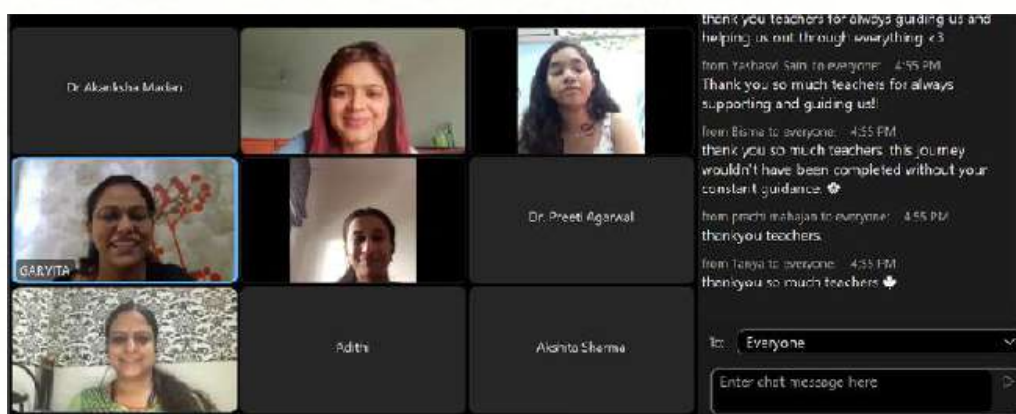 Dr Akanksha Madan
GARVITA
Dr. Preeti Agarwal
Adithi
Akshita Sharma
thank you teachers for always guiding us and
helping us out through everything <3
from Yashasvi Saini to everyone: 4:55 PM
Thank you so much teachers for always
supporting and guiding us!!
from Bisma to everyone: 4:55 PM
thank you so much teachers, this journey
wouldn't have been completed without your
constant guidance. 🌸
from prachi mahajan to everyone: 4:55 PM
thankyou teachers
from Tanya to everyone: 4:55 PM
thankyou so much teachers 🍁
To: Everyone
Enter chat message here